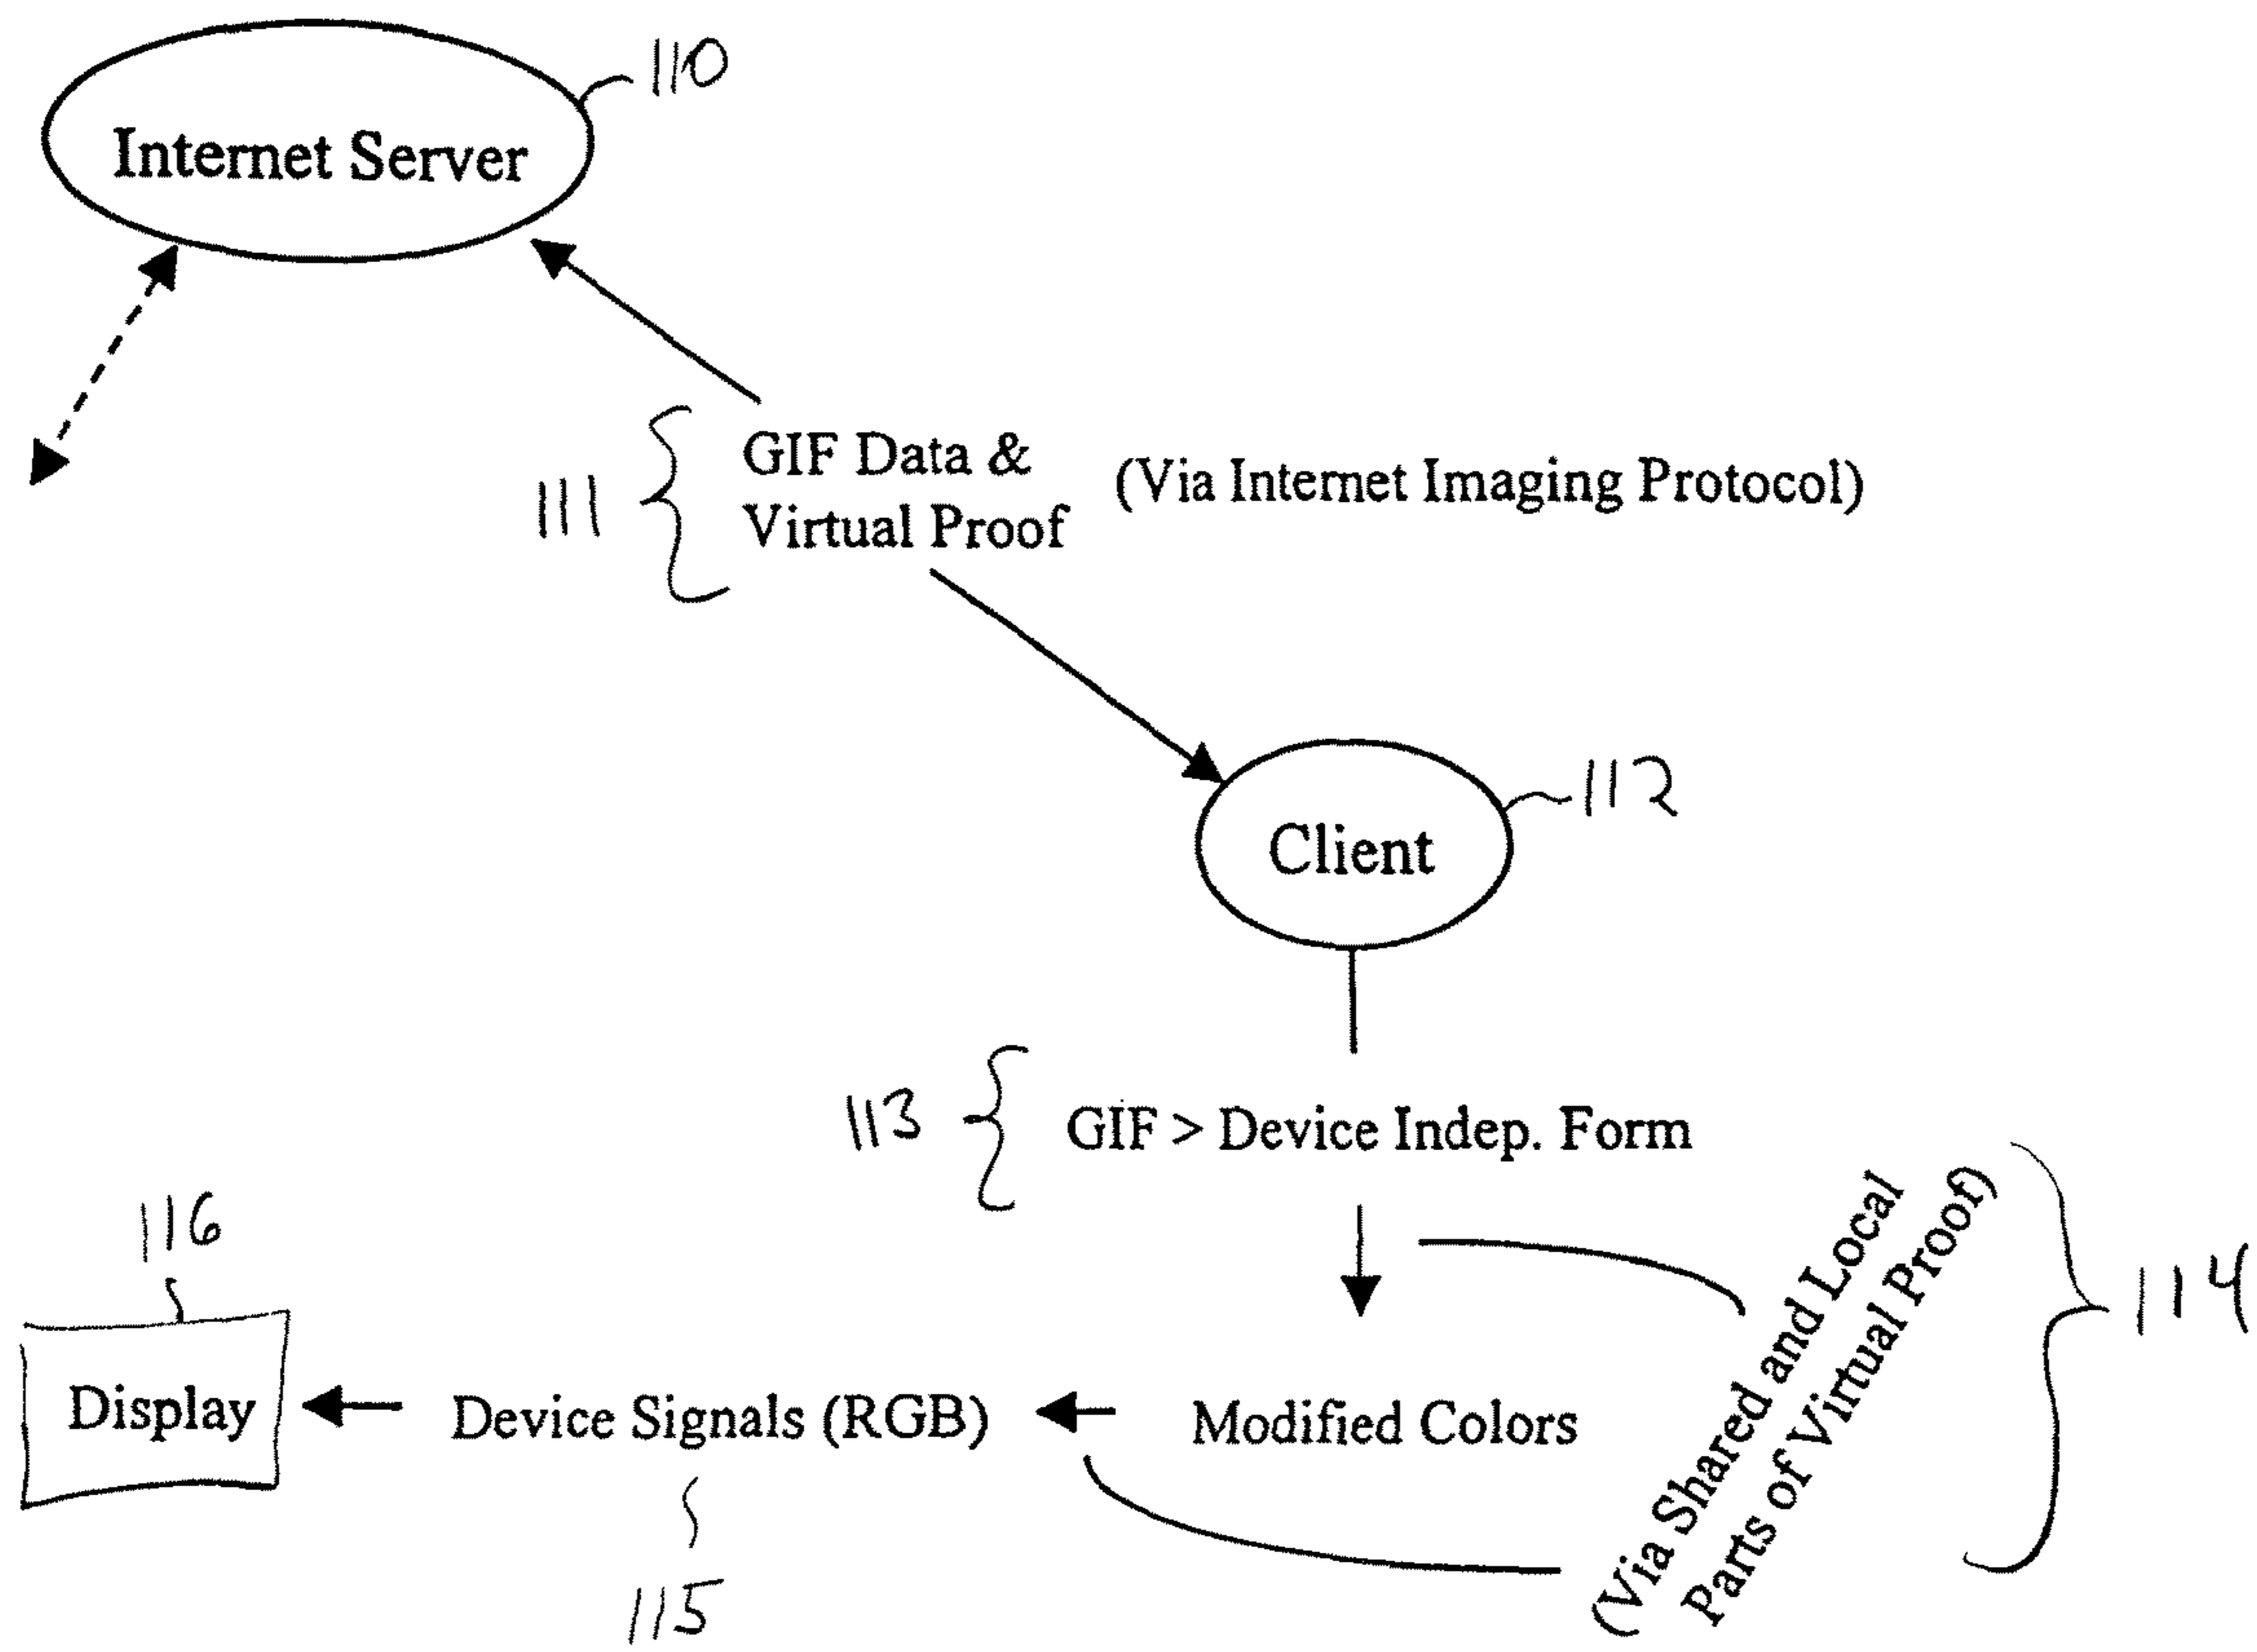 110
Internet Server
GIF Data &
(Via Internet Imaging Protocol)
111
Virtual Proof
112
Client
113
GIF > Device Indep. Form
(Via Shared and Local
Parts of Virtual Proof)
114
116
Display
Device Signals (RGB)
Modified Colors
115